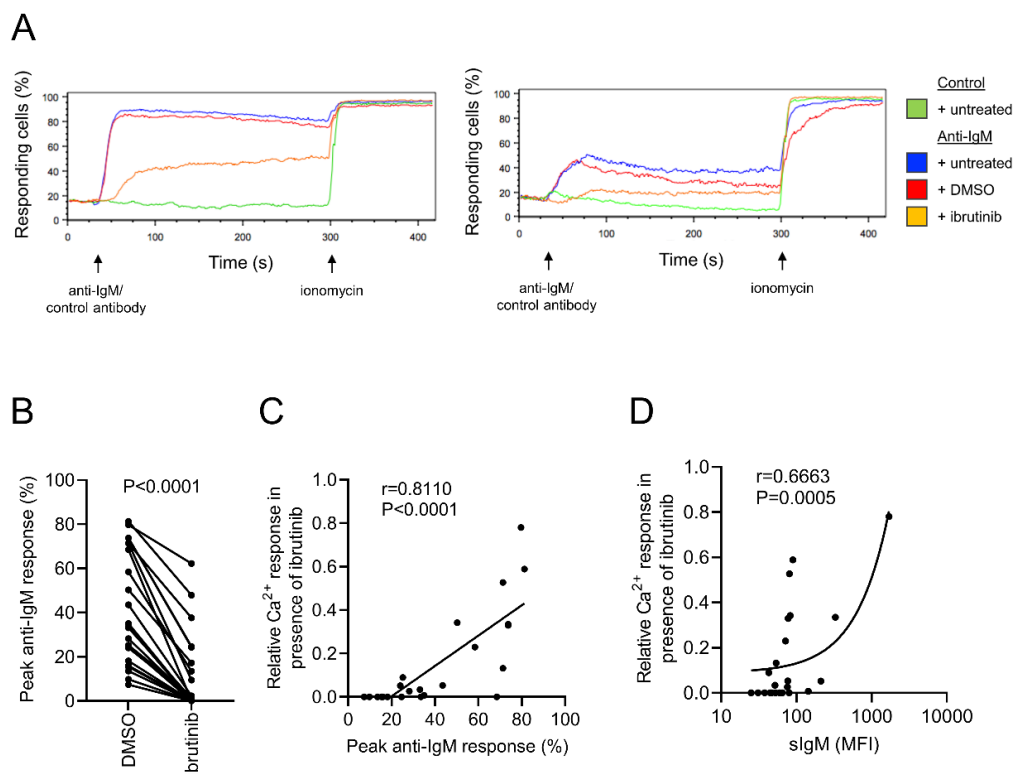 A
Responding cells (%)
100
80
60
40
20
0
0
100
200
300
400
Time (s)
anti-IgM/
control antibody
ionomycin
Responding cells (%)
100
80
60
40
20
0
0
100
200
300
400
Time (s)
anti-IgM/
control antibody
ionomycin
Control
+ untreated
Anti-IgM
+ untreated
+ DMSO
+ ibrutinib
B
Peak anti-IgM response (%)
100
80
60
40
20
0
P<0.0001
DMSO
brutinib
C
Relative Ca2+ response in
presence of ibrutinib
1.0
0.8
0.6
0.4
0.2
0.0
r=0.8110
P<0.0001
0
20
40
60
80
100
Peak anti-IgM response (%)
D
Relative Ca2+ response in
presence of ibrutinib
1.0
0.8
0.6
0.4
0.2
0.0
r=0.6663
P=0.0005
10
100
1000
10000
sIgM (MFI)